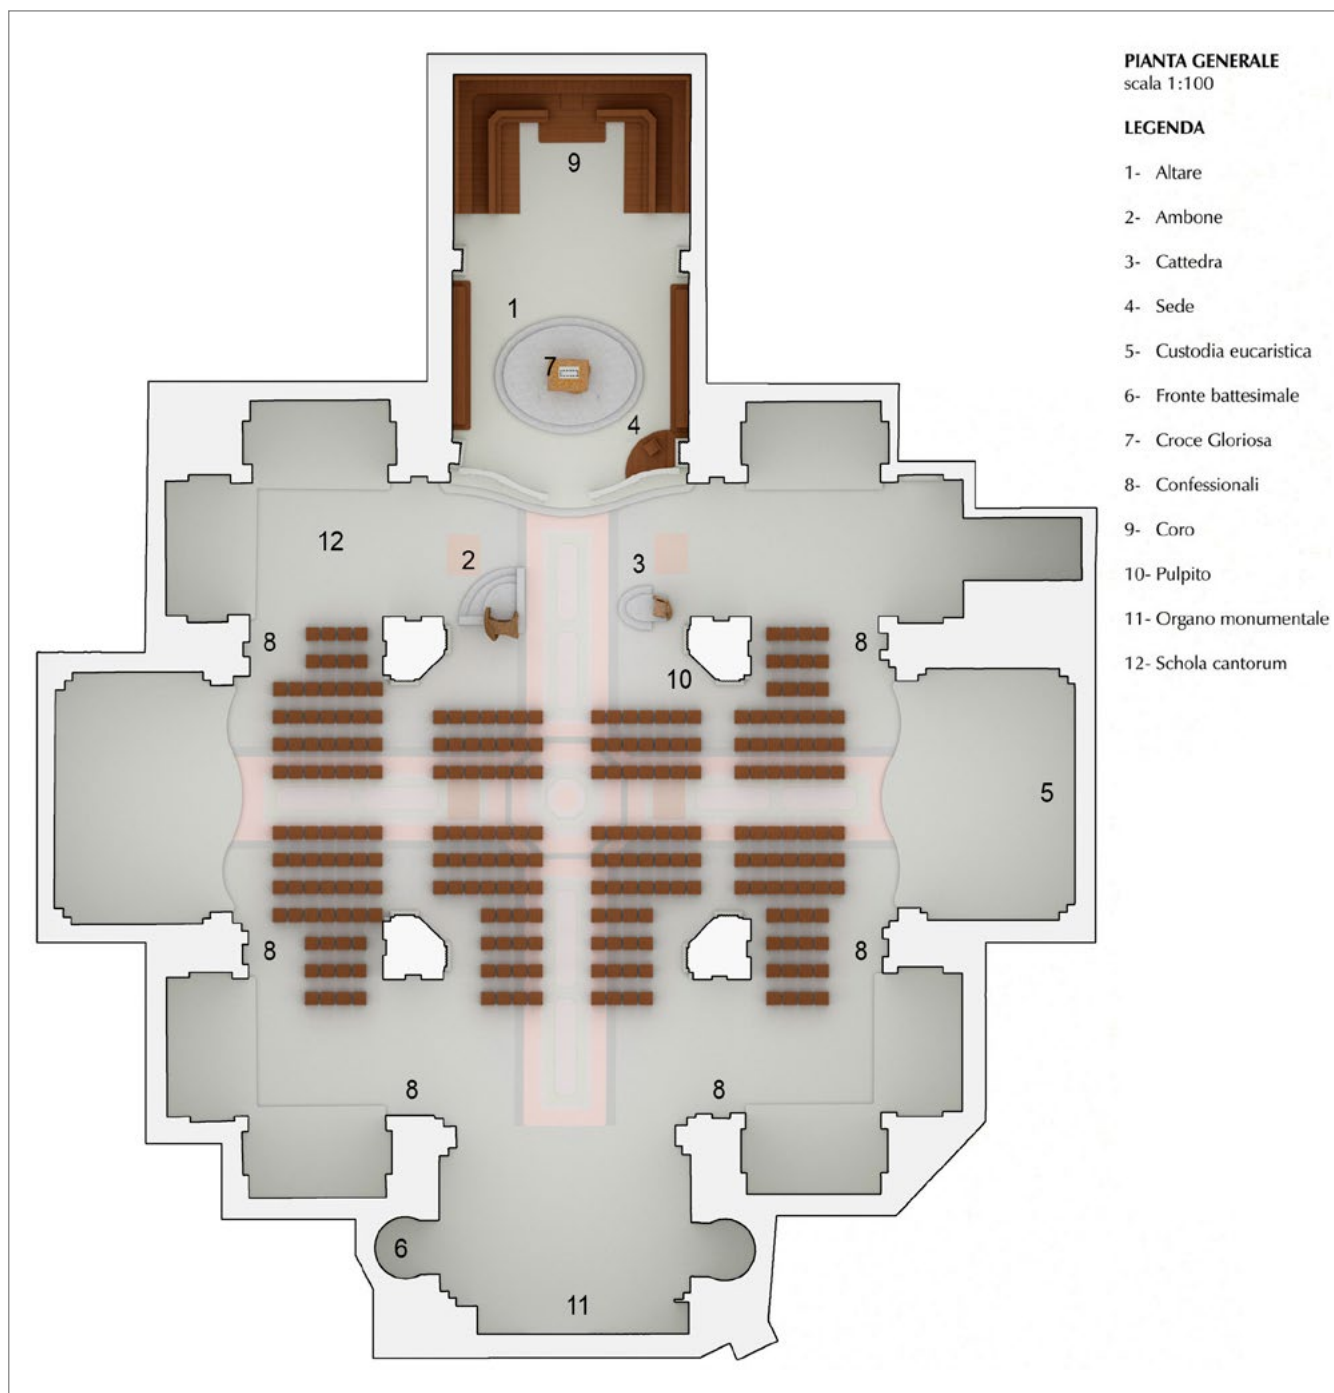 PIANTA GENERALE
scala 1:100
LEGENDA
1- Altare
2- Ambone
3- Cattedra
4- Sede
5- Custodia eucaristica
6- Fronte battesimale
7- Croce Gloriosa
8- Confessionali
9- Coro
10- Pulpito
11- Organo monumentale
12- Schola cantorum
9
1
7
4
12
2
3
8
8
10
5
8
8
8
8
6
11